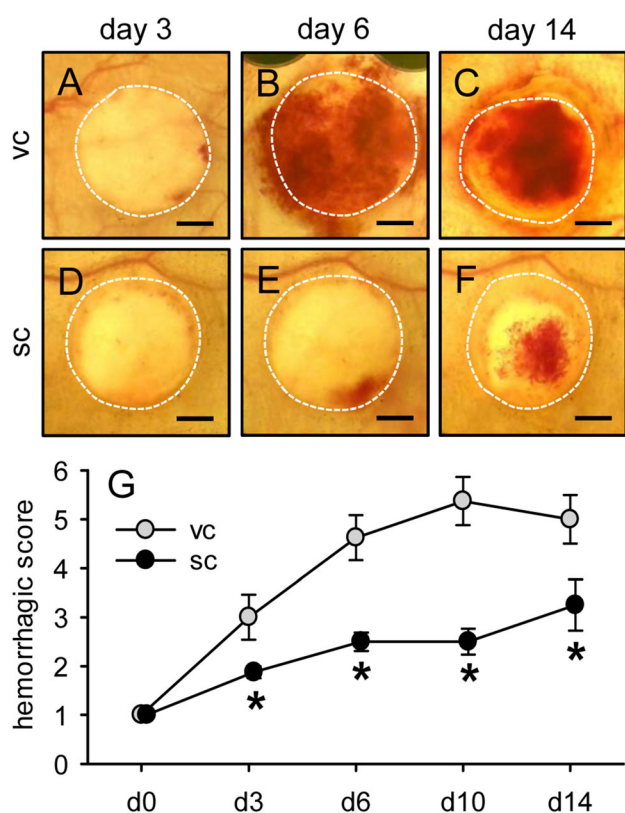 day 3 day 6 day 14
vc
A B C
sc
D E F
G
hemorrhagic score
6
5
4
3
2
1
0
vc
sc
* * * *
d0 d3 d6 d10 d14